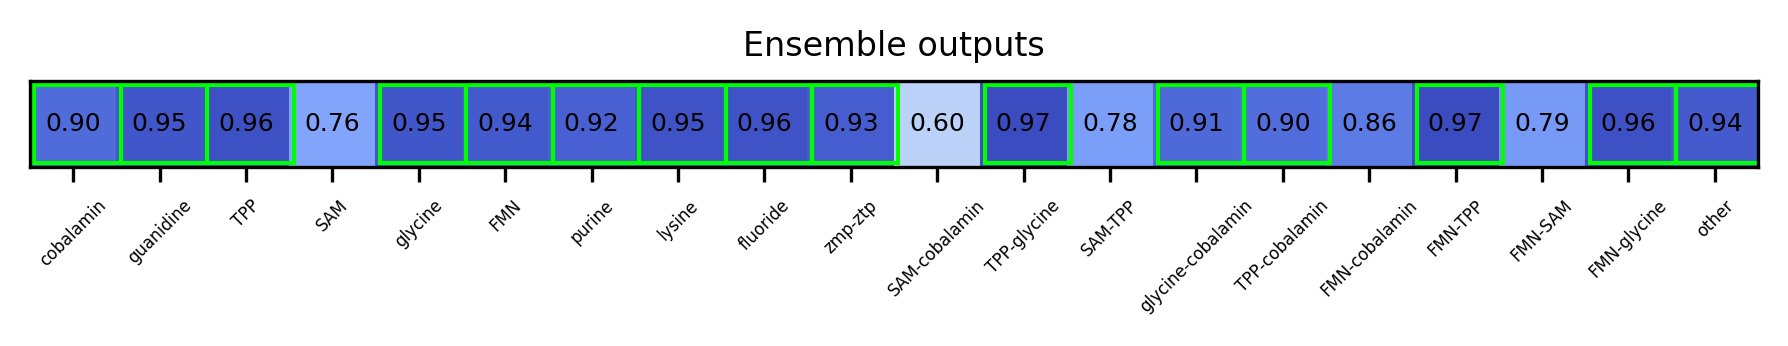 Ensemble outputs
0.90 0.95 0.96 0.76 0.95 0.94 0.92 0.95 0.96 0.93 0.60 0.97 0.78 0.91 0.90 0.86 0.97 0.79 0.96 0.94
cobalamin guanidine TPP SAM glycine FMN purine lysine fluoride zmp-ztp SAM-cobalamin TPP-glycine SAM-TPP glycine-cobalamin TPP-cobalamin FMN-cobalamin FMN-TPP FMN-SAM FMN-glycine other